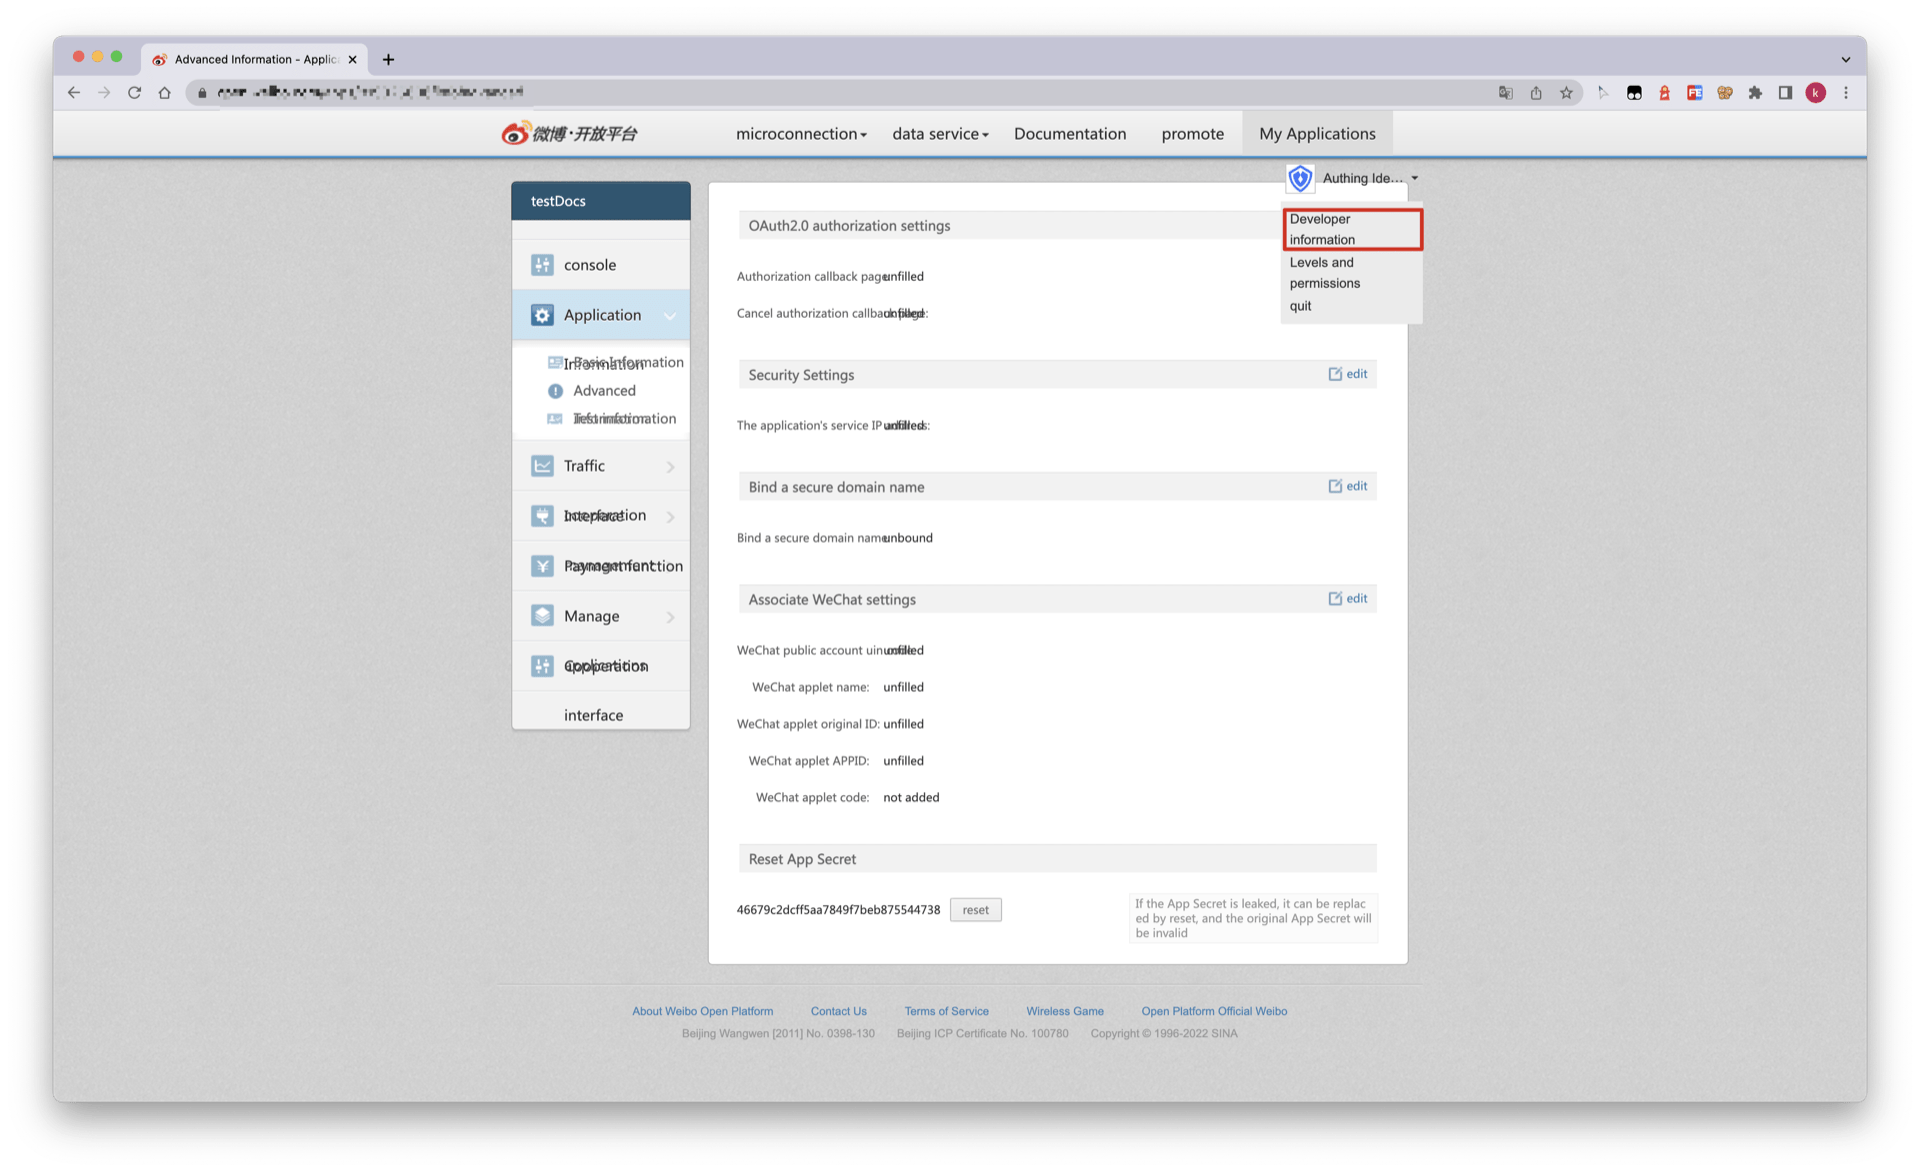 Advanced Information - Applic
微博·开放平台
microconnection
data service
Documentation
promote
My Applications
Authing Ide...
Developer
information
Levels and
permissions
quit
testDocs
console
Application
Information
Basic Information
Advanced
Information
Test information
Traffic
Interface
Payment function
Manage
applications
Cooperation
interface
OAuth2.0 authorization settings
Authorization callback page
unfilled
Cancel authorization callback page:
unfilled
Security Settings
edit
The application's service IP address:
unfilled
Bind a secure domain name
edit
Bind a secure domain name
unbound
Associate WeChat settings
edit
WeChat public account uin
unfilled
WeChat applet name: unfilled
WeChat applet original ID: unfilled
WeChat applet APPID: unfilled
WeChat applet code: not added
Reset App Secret
46679c2dcff5aa7849f7beb875544738
reset
If the App Secret is leaked, it can be replac
ed by reset, and the original App Secret will
be invalid
About Weibo Open Platform
Contact Us
Terms of Service
Wireless Game
Open Platform Official Weibo
Beijing Wangwen [2011] No. 0398-130
Beijing ICP Certificate No. 100780
Copyright © 1996-2022 SINA
k